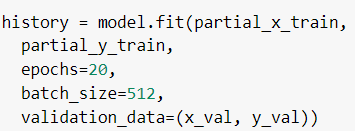 history = model.fit(partial_x_train,
partial_y_train,
epochs=20,
batch_size=512,
validation_data=(x_val, y_val))